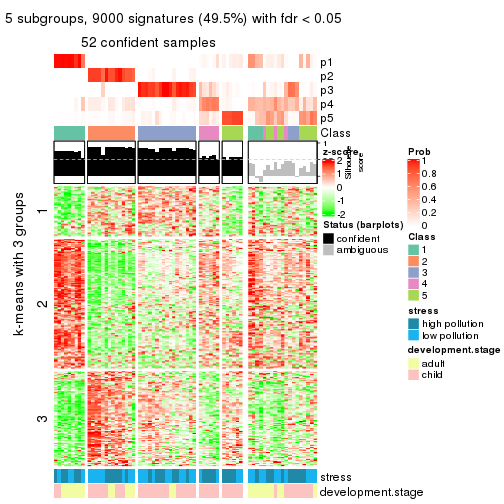 5 subgroups, 9000 signatures (49.5%) with fdr < 0.05
52 confident samples
p1
p2
p3
p4
p5
Class
1
Silhouette
score
z-score
2
1
0
-1
-2
Status (barplots)
confident
ambiguous
Prob
1
0.8
0.6
0.4
0.2
0
Class
1
2
3
4
5
stress
high pollution
low pollution
development.stage
adult
child
k-means with 3 groups
1
2
3
stress
development.stage